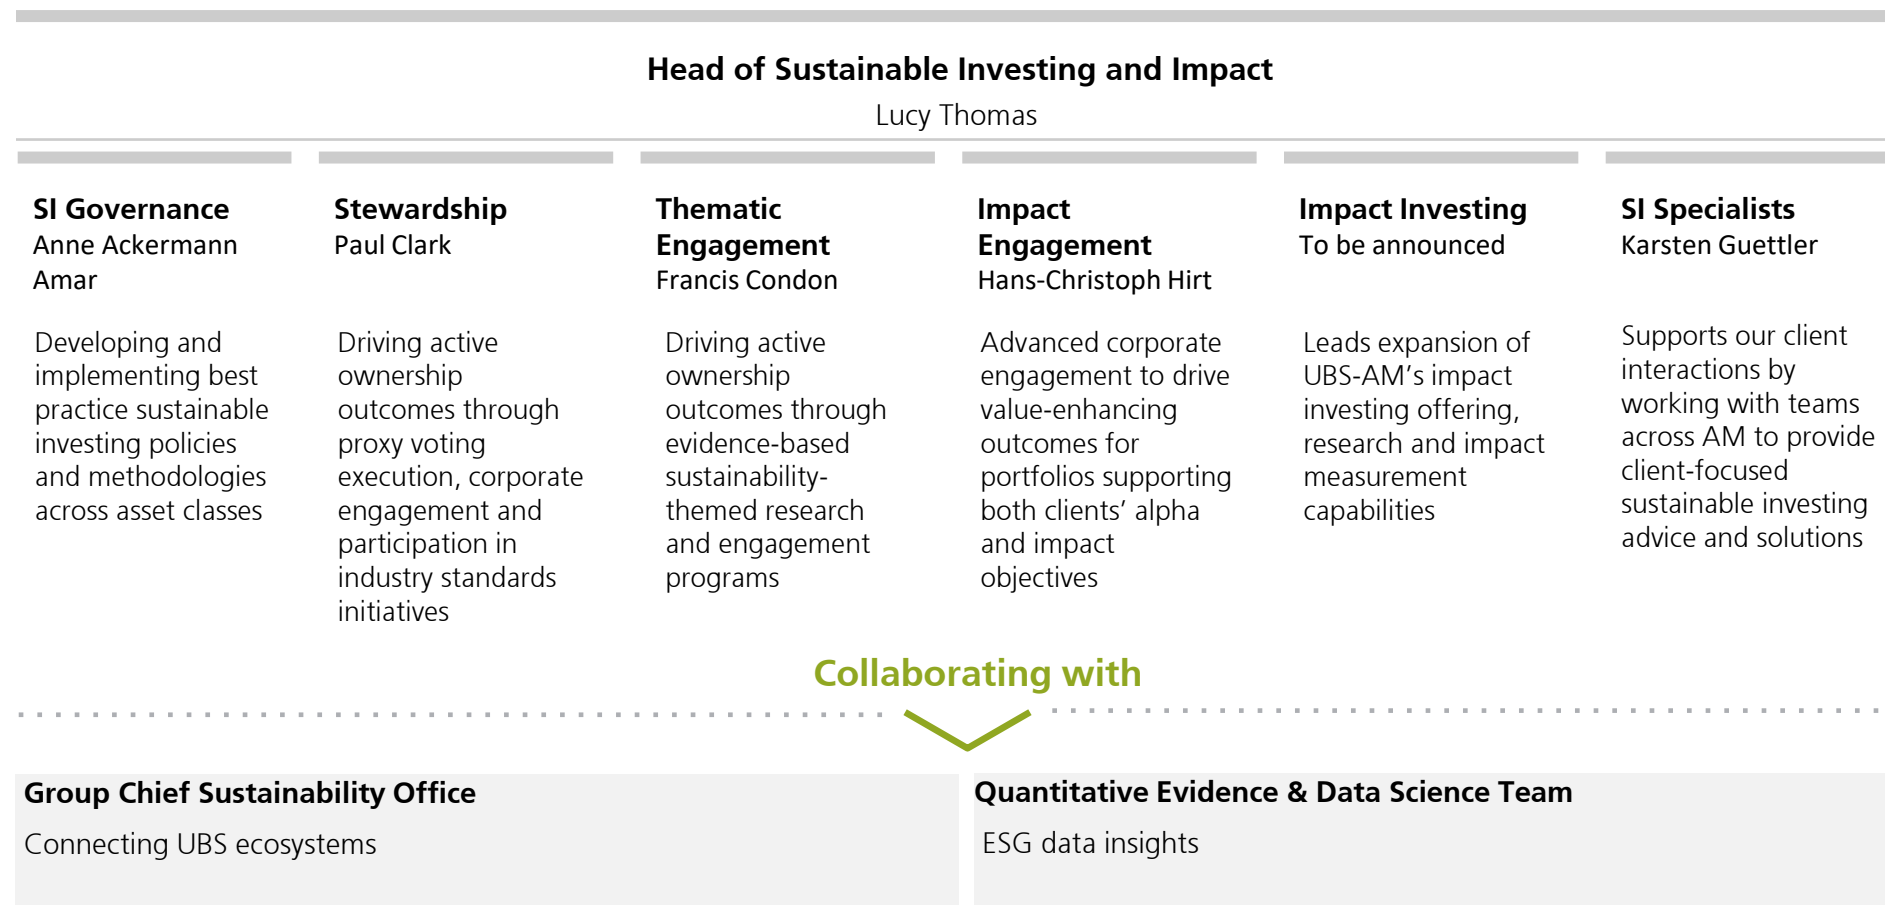 Head of Sustainable Investing and Impact
Lucy Thomas
SI Governance
Anne Ackermann
Amar
Developing and
implementing best
practice sustainable
investing policies
and methodologies
across asset classes
Stewardship
Paul Clark
Driving active
ownership
outcomes through
proxy voting
execution, corporate
engagement and
participation in
industry standards
initiatives
Thematic
Engagement
Francis Condon
Driving active
ownership
outcomes through
evidence-based
sustainability-
themed research
and engagement
programs
Impact
Engagement
Hans-Christoph Hirt
Advanced corporate
engagement to drive
value-enhancing
outcomes for
portfolios supporting
both clients’ alpha
and impact
objectives
Impact Investing
To be announced
Leads expansion of
UBS-AM’s impact
investing offering,
research and impact
measurement
capabilities
SI Specialists
Karsten Guettler
Supports our client
interactions by
working with teams
across AM to provide
client-focused
sustainable investing
advice and solutions
Collaborating with
Group Chief Sustainability Office
Connecting UBS ecosystems
Quantitative Evidence & Data Science Team
ESG data insights